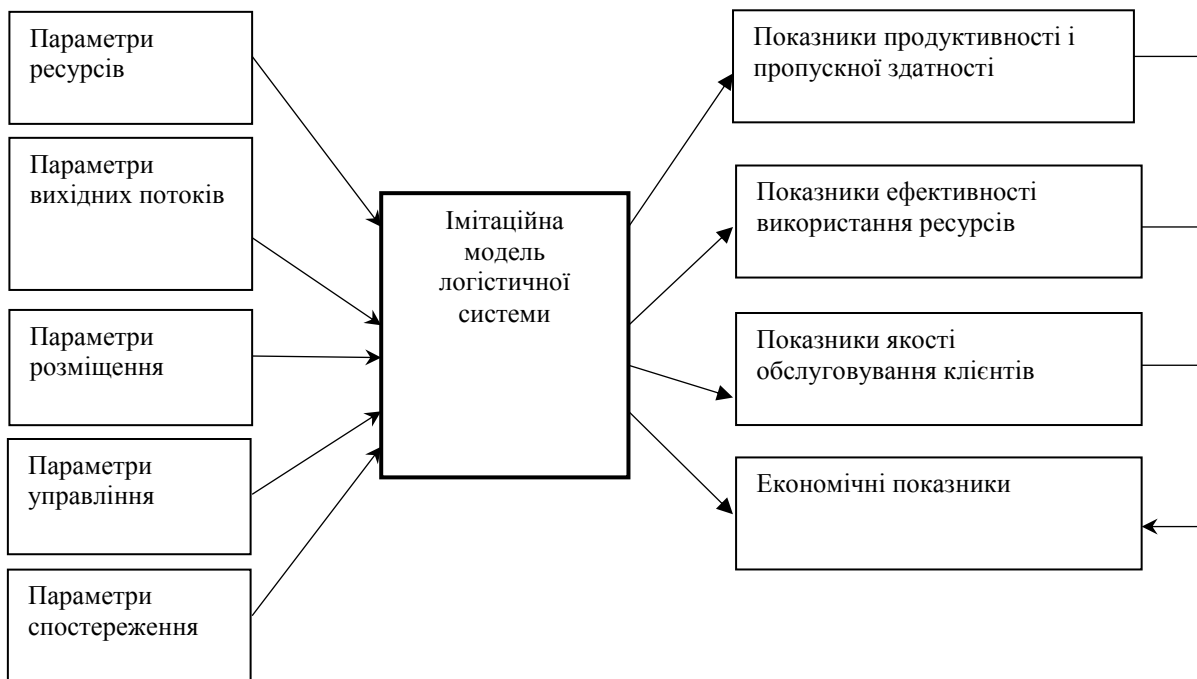 Параметри
ресурсів
Параметри
вихідних потоків
Параметри
розміщення
Параметри
управління
Параметри
спостереження
Імітаційна
модель
логістичної
системи
Показники продуктивності і
пропускної здатності
Показники ефективності
використання ресурсів
Показники якості
обслуговування клієнтів
Економічні показники